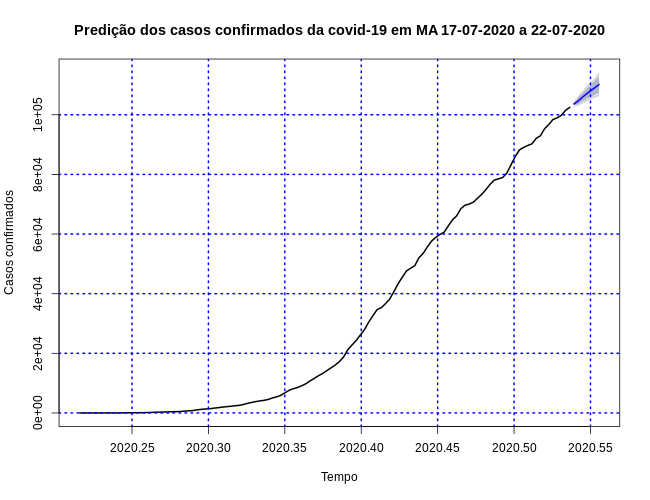 Predição dos casos confirmados da covid-19 em MA 17-07-2020 a 22-07-2020
Casos confirmados
1e+05
8e+04
6e+04
4e+04
2e+04
0e+00
2020.25 2020.30 2020.35 2020.40 2020.45 2020.50 2020.55
Tempo